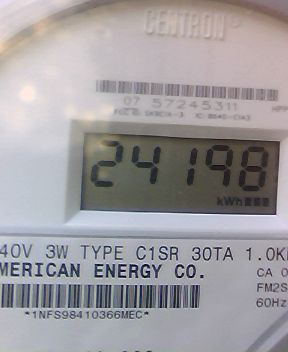 CENTRON®
07 57245311
24198
kWh
40V 3W TYPE C1SR 30TA 1.0K
MERICAN ENERGY CO.
CA 0
FM2S
60Hz
*1NFS98410366MEC*